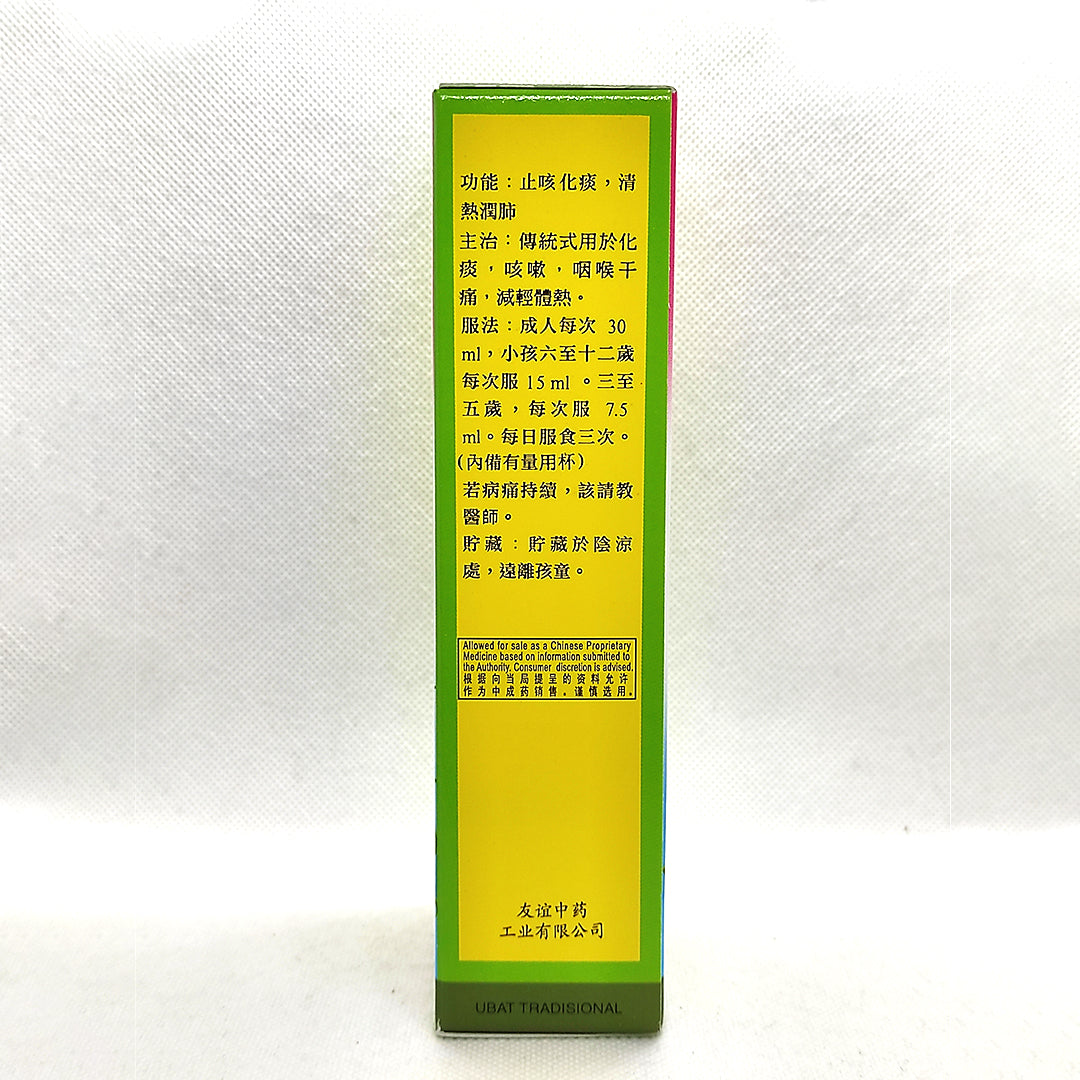 功能：止咳化痰，清
熱潤肺
主治：傳統式用於化
痰，咳嗽，咽喉干
痛，減輕體熱。
服法：成人每次 30
ml，小孩六至十二歲
每次服 15 ml 。三至
五歲，每次服 7.5
ml。每日服食三次。
(內備有量用杯)
若病痛持續，該請教
醫師。
貯藏：貯藏於陰涼
處，遠離孩童。
Allowed for sale as a Chinese Proprietary
Medicine based on information submitted to
the Authority. Consumer discretion is advised.
根据向当局提呈的资料允许
作为中成药销售。谨慎选用。
友谊中药
工业有限公司
UBAT TRADISIONAL